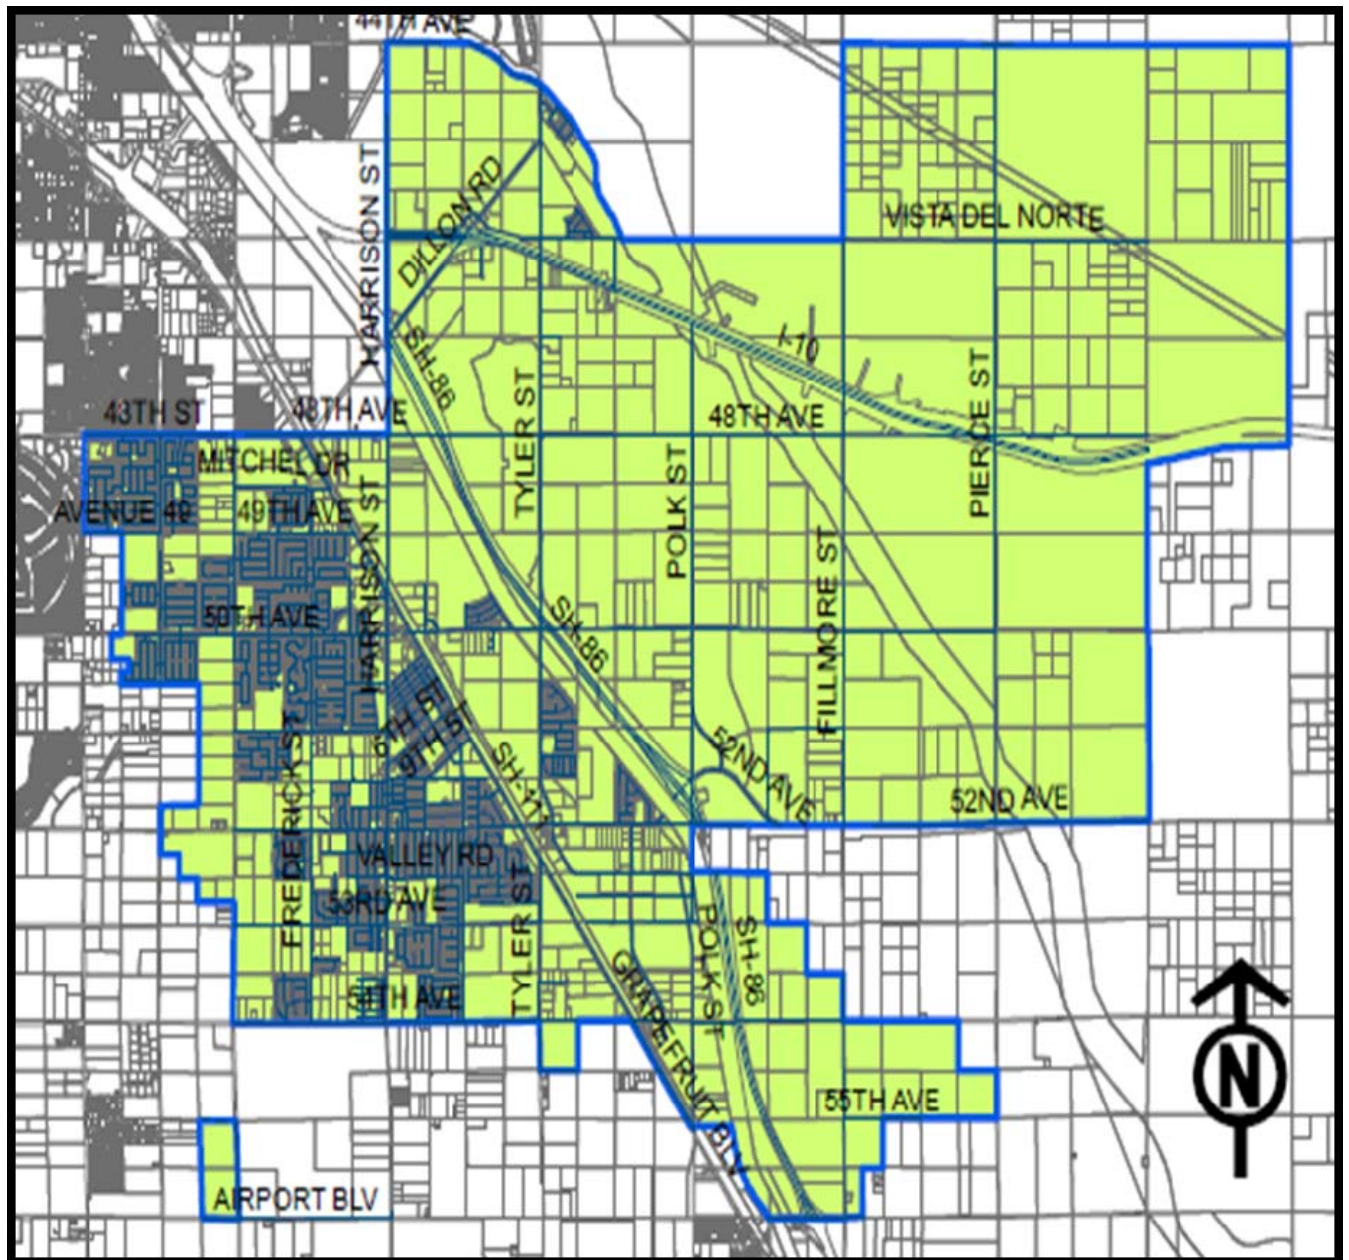 44TH AVE
HARRISON ST
DILLON RD
VISTA DEL NORTE
SH-86
I-10
TYLER ST
PIERCE ST
48TH ST
48TH AVE
48TH AVE
MITCHEL DR
AVENUE 49
49TH AVE
HARRISON ST
POLK ST
FILLMORE ST
50TH AVE
SH-86
6TH ST
9TH ST
FREDERICK ST
SH-111
52ND AVE
52ND AVE
VALLEY RD
53RD AVE
TYLER ST
POLK ST
SH-86
54TH AVE
GRAPEFRUIT BLV
55TH AVE
AIRPORT BLV
N